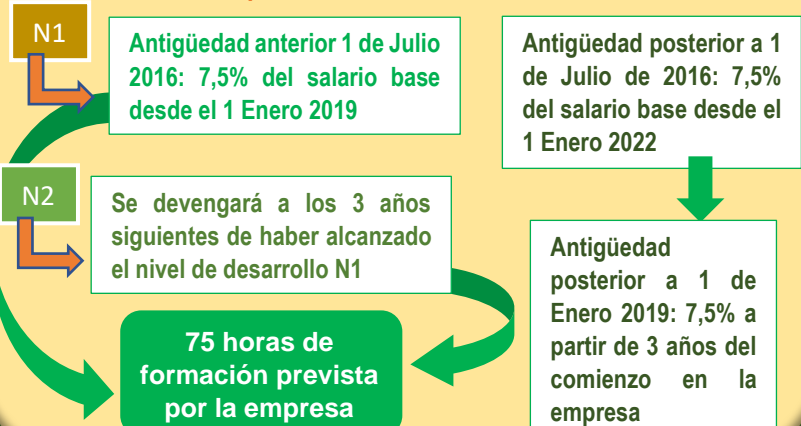 N1
Antigüedad anterior 1 de Julio
2016: 7,5% del salario base
desde el 1 Enero 2019
Antigüedad posterior a 1
de Julio de 2016: 7,5%
del salario base desde el
1 Enero 2022
N2
Se devengará a los 3 años
siguientes de haber alcanzado
el nivel de desarrollo N1
Antigüedad
posterior a 1 de
Enero 2019: 7,5% a
partir de 3 años del
comienzo en la
empresa
75 horas de
formación prevista
por la empresa